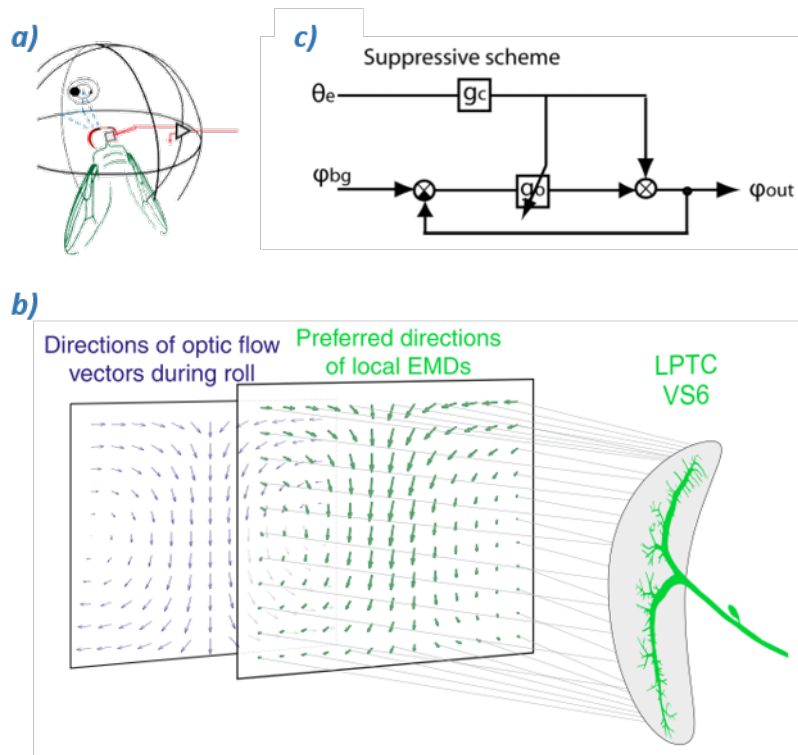 a)
c)
Suppressive scheme
θe
gc
φbg
go
φout
b)
Directions of optic flow
vectors during roll
Preferred directions
of local EMDs
LPTC
VS6